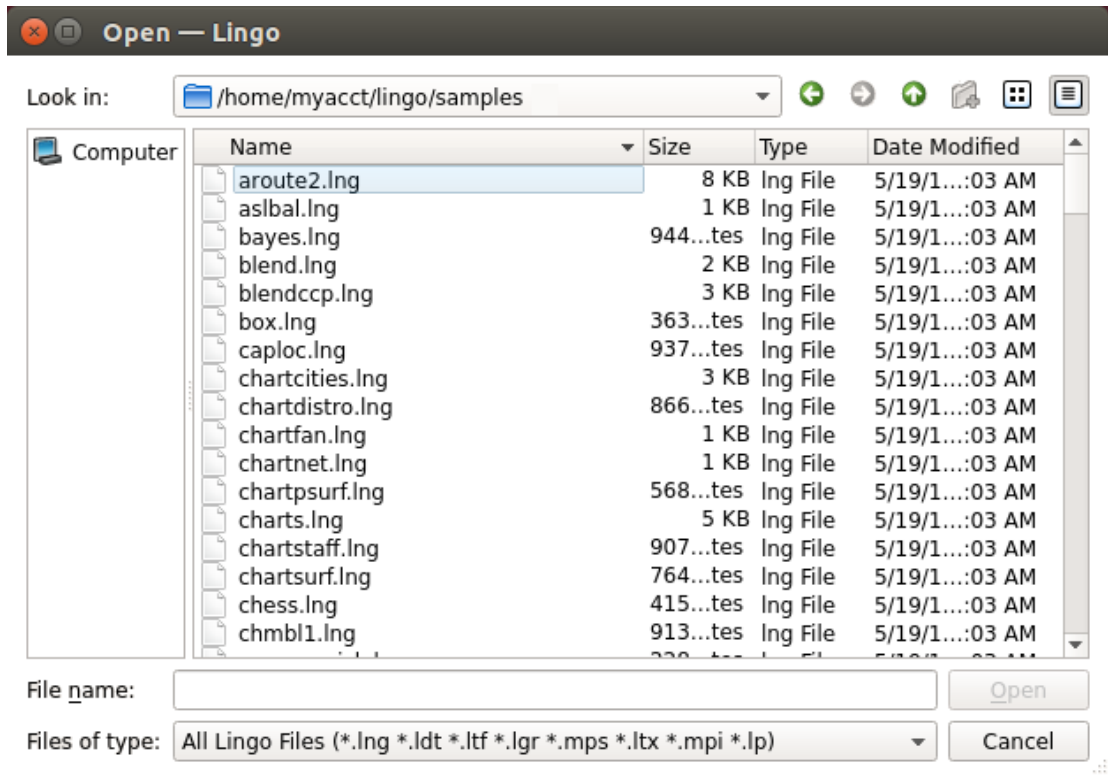 Open — Lingo
Look in: /home/myacct/lingo/samples
Computer
Name Size Type Date Modified
aroute2.lng 8 KB lng File 5/19/1...:03 AM
aslbal.lng 1 KB lng File 5/19/1...:03 AM
bayes.lng 944...tes lng File 5/19/1...:03 AM
blend.lng 2 KB lng File 5/19/1...:03 AM
blendccp.lng 3 KB lng File 5/19/1...:03 AM
box.lng 363...tes lng File 5/19/1...:03 AM
caploc.lng 937...tes lng File 5/19/1...:03 AM
chartcities.lng 3 KB lng File 5/19/1...:03 AM
chartdistro.lng 866...tes lng File 5/19/1...:03 AM
chartfan.lng 1 KB lng File 5/19/1...:03 AM
chartnet.lng 1 KB lng File 5/19/1...:03 AM
chartpsurf.lng 568...tes lng File 5/19/1...:03 AM
charts.lng 5 KB lng File 5/19/1...:03 AM
chartstaff.lng 907...tes lng File 5/19/1...:03 AM
chartsurf.lng 764...tes lng File 5/19/1...:03 AM
chess.lng 415...tes lng File 5/19/1...:03 AM
chmbl1.lng 913...tes lng File 5/19/1...:03 AM
File name: Open
Files of type: All Lingo Files (*.lng *.ldt *.ltf *.lgr *.mps *.ltx *.mpi *.lp) Cancel